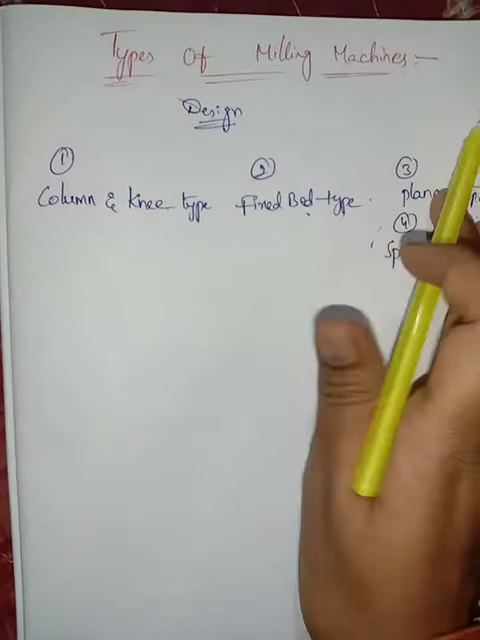 Types Of Milling Machines:-
Design
① ② ③
Column & Knee type Fixed Bed-type
④